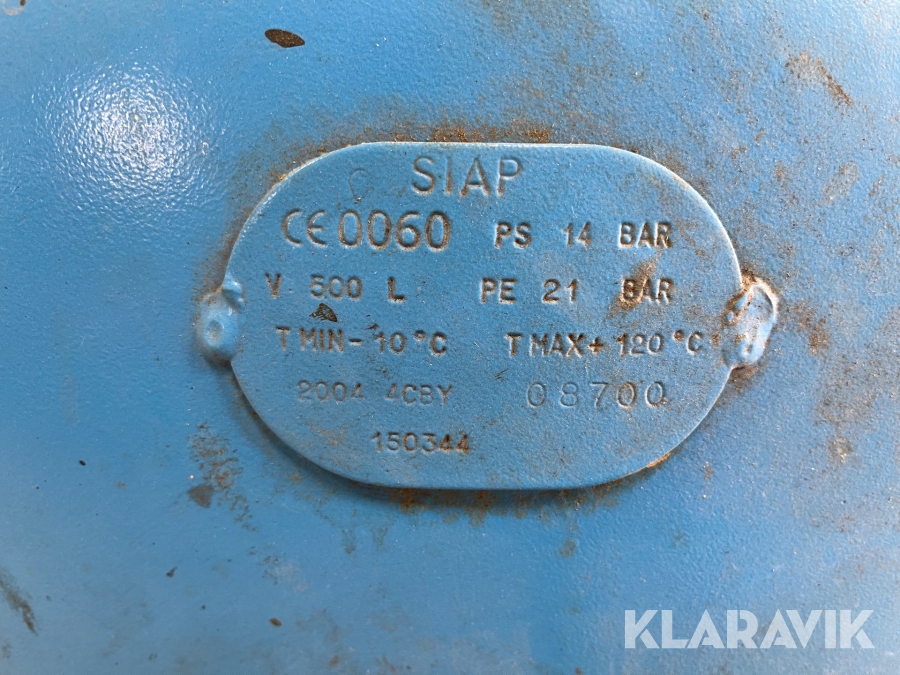 SIAP
CE 0060 PS 14 BAR
V 500 L PE 21 BAR
T MIN - 10 °C T MAX + 120 °C
2004 4CBY 08700
150344
KLARAVIK